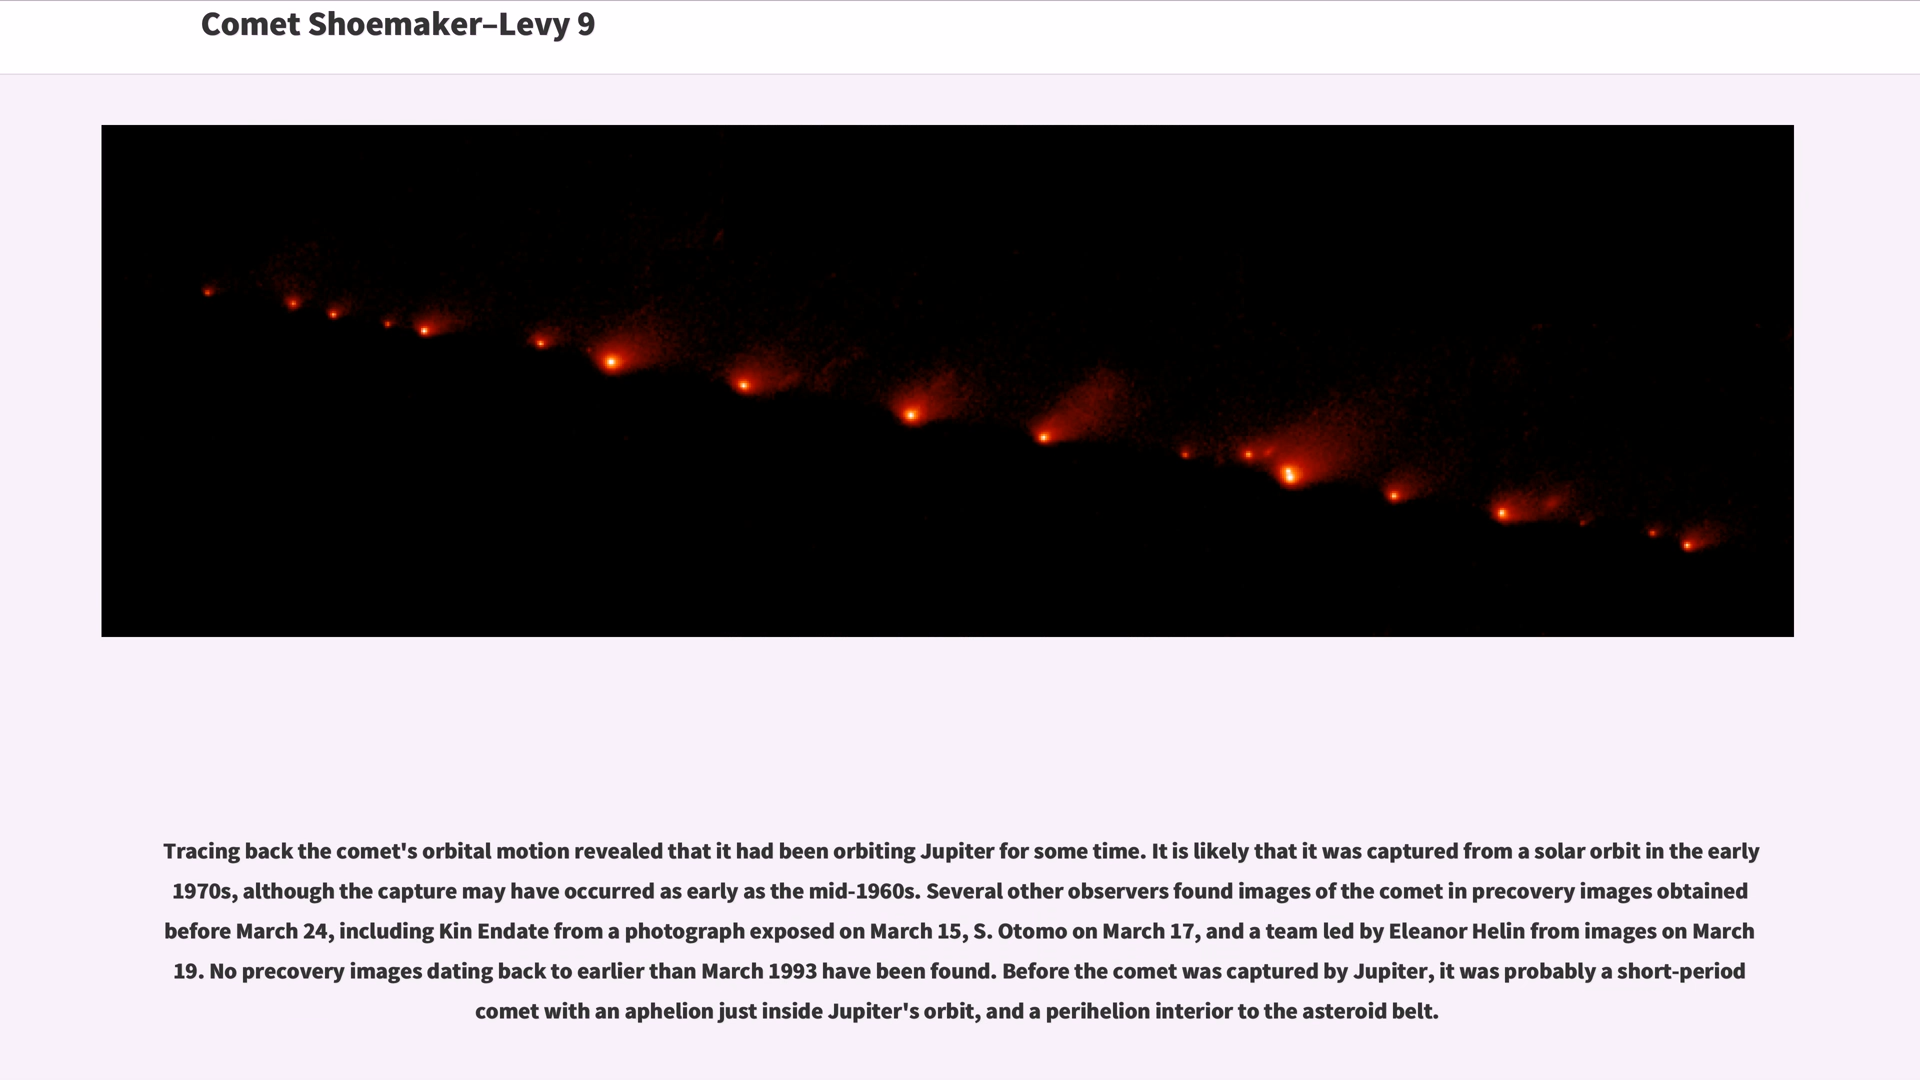 Comet Shoemaker–Levy 9
Tracing back the comet's orbital motion revealed that it had been orbiting Jupiter for some time. It is likely that it was captured from a solar orbit in the early
1970s, although the capture may have occurred as early as the mid-1960s. Several other observers found images of the comet in precovery images obtained
before March 24, including Kin Endate from a photograph exposed on March 15, S. Otomo on March 17, and a team led by Eleanor Helin from images on March
19. No precovery images dating back to earlier than March 1993 have been found. Before the comet was captured by Jupiter, it was probably a short-period
comet with an aphelion just inside Jupiter's orbit, and a perihelion interior to the asteroid belt.